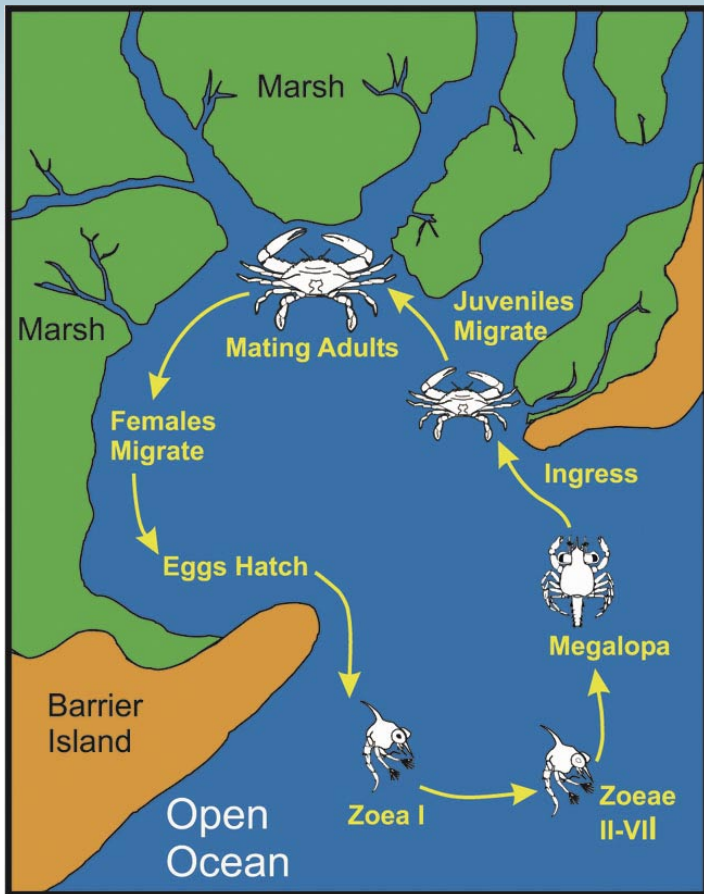 Marsh
Marsh
Mating Adults
Juveniles
Migrate
Females
Migrate
Ingress
Eggs Hatch
Megalopa
Barrier
Island
Zoea I
Zoeae
II-VII
Open
Ocean